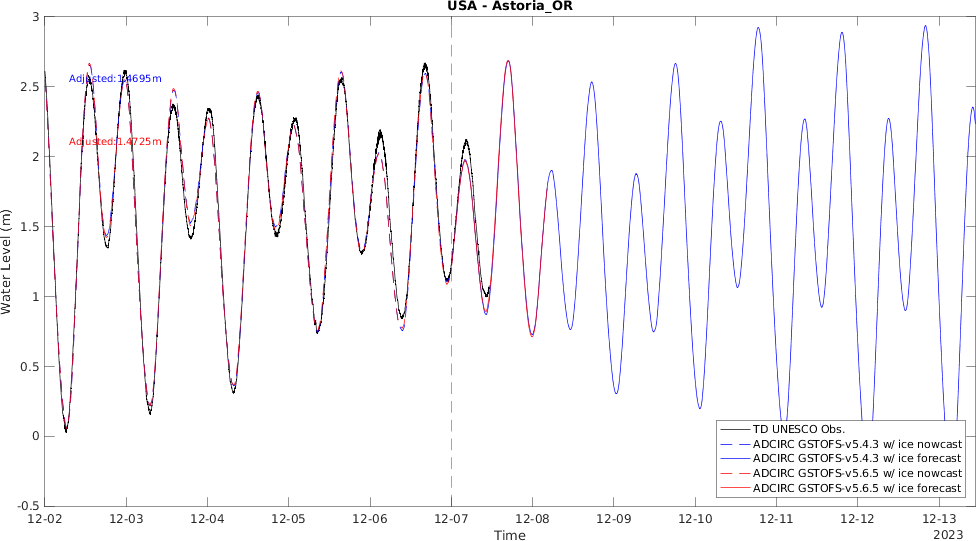 USA - Astoria_OR
3
2.5
2
1.5
1
0.5
0
-0.5
Water Level (m)
Adjusted:1.4695m
Adjusted:1.4725m
TD UNESCO Obs.
ADCIRC GSTOFS-v5.4.3 w/ ice nowcast
ADCIRC GSTOFS-v5.4.3 w/ ice forecast
ADCIRC GSTOFS-v5.6.5 w/ ice nowcast
ADCIRC GSTOFS-v5.6.5 w/ ice forecast
12-02 12-03 12-04 12-05 12-06 12-07 12-08 12-09 12-10 12-11 12-12 12-13
Time
2023